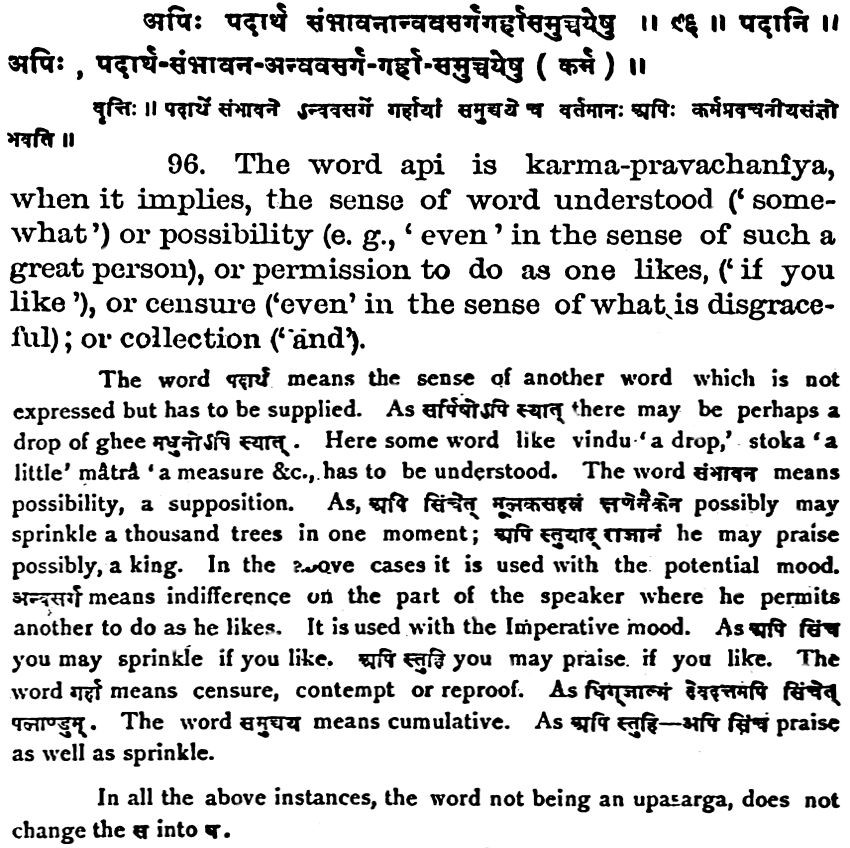 अपिः पदार्थ संभावनान्ववसर्गगर्हासमुच्चयेषु ॥ ९६ ॥ पदानि ॥
अपिः , पदार्थ-संभावन-अन्ववसर्ग-गर्हा-समुच्चयेषु ( कर्म ) ॥
वृत्तिः ॥ पदार्थे संभावने ऽन्ववसर्गे गर्हायां समुच्चये च वर्तमानः अपिः कर्मप्रवचनीयसंज्ञो
भवति ॥
96. The word api is karma-pravachanîya,
when it implies, the sense of word understood (‘ some-
what’) or possibility (e. g., ‘ even ’ in the sense of such a
great person), or permission to do as one likes, (‘ if you
like ’), or censure (‘even’ in the sense of what is disgrace-
ful) ; or collection (‘and’).
The word पदार्थ means the sense of another word which is not
expressed but has to be supplied. As सर्पिषोऽपि स्यात् there may be perhaps a
drop of ghee मधुनोऽपि स्यात् . Here some word like vindu ‘a drop,’ stoka ‘a
little’ mâtrâ ‘a measure &c., has to be understood. The word संभावन means
possibility, a supposition. As, अपि सिंचेत् मूलकसहस्रं क्षणेनैकेन possibly may
sprinkle a thousand trees in one moment ; अपि स्तुयाद् राजानं he may praise
possibly, a king. In the above cases it is used with the potential mood.
अन्वसर्ग means indifference on the part of the speaker where he permits
another to do as he likes. It is used with the Imperative mood. As अपि सिंच
you may sprinkle if you like. अपि स्तुहि you may praise if you like. The
word गर्हा means censure, contempt or reproof. As धिग्जाल्मं देवदत्तमपि सिंचेत्
पलाण्डुम् . The word समुच्चय means cumulative. As अपि स्तुहि—अपि सिंच praise
as well as sprinkle.
In all the above instances, the word not being an upasarga, does not
change the स into ष .